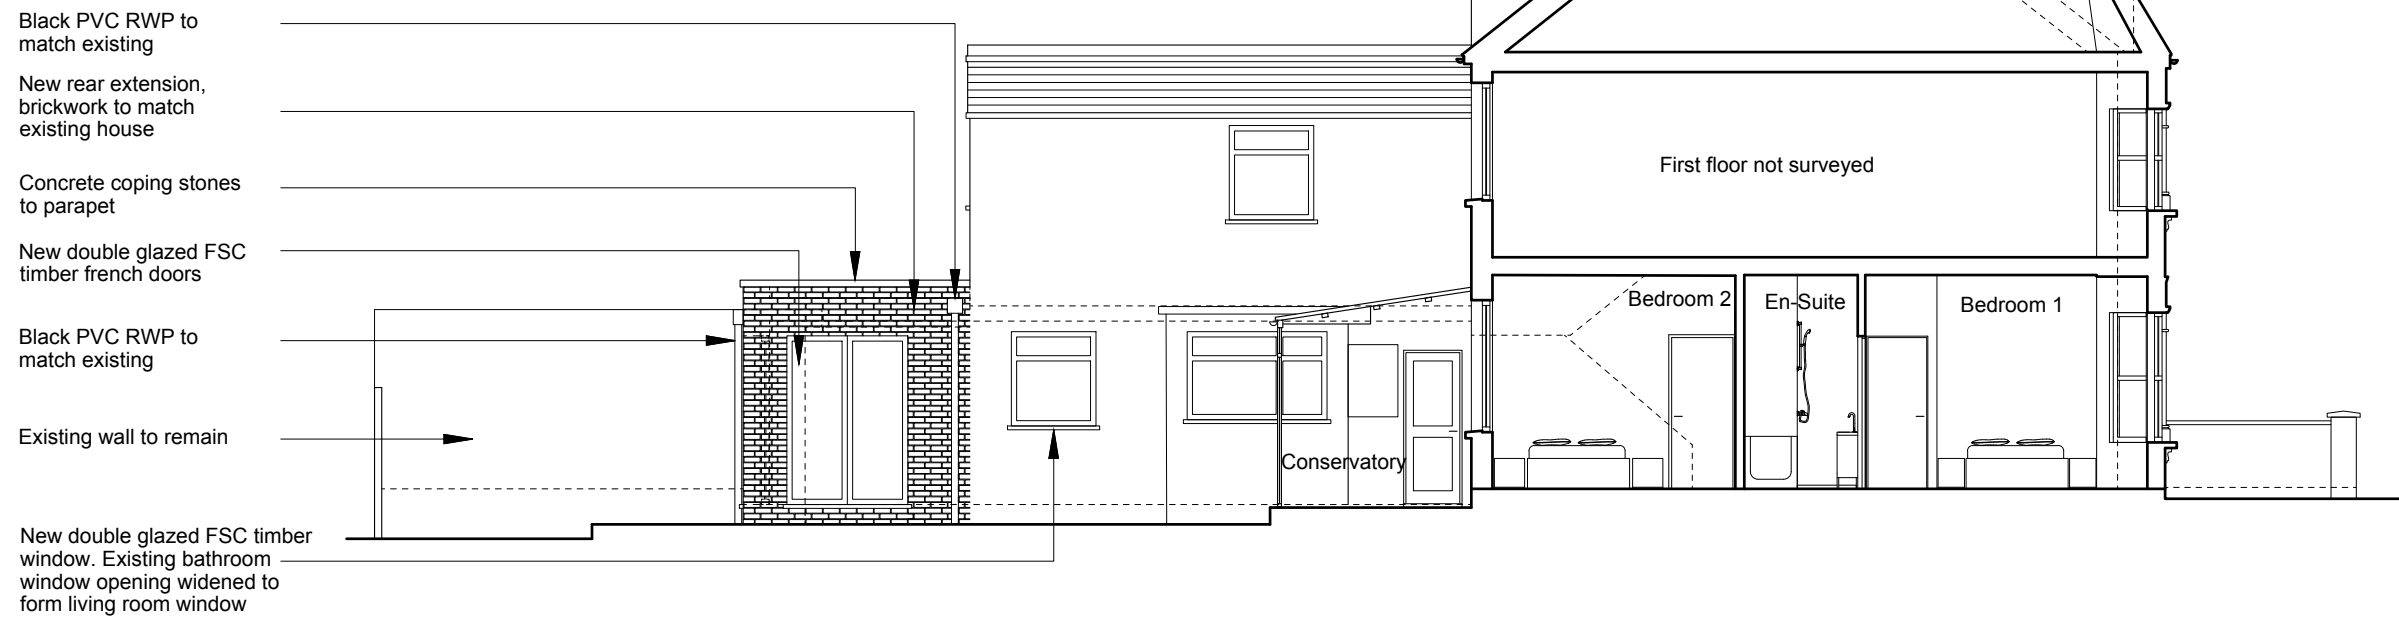 Black PVC RWP to
match existing
New rear extension,
brickwork to match
existing house
Concrete coping stones
to parapet
New double glazed FSC
timber french doors
Black PVC RWP to
match existing
Existing wall to remain
New double glazed FSC timber
window. Existing bathroom
window opening widened to
form living room window
First floor not surveyed
Bedroom 2
En-Suite
Bedroom 1
Conservatory